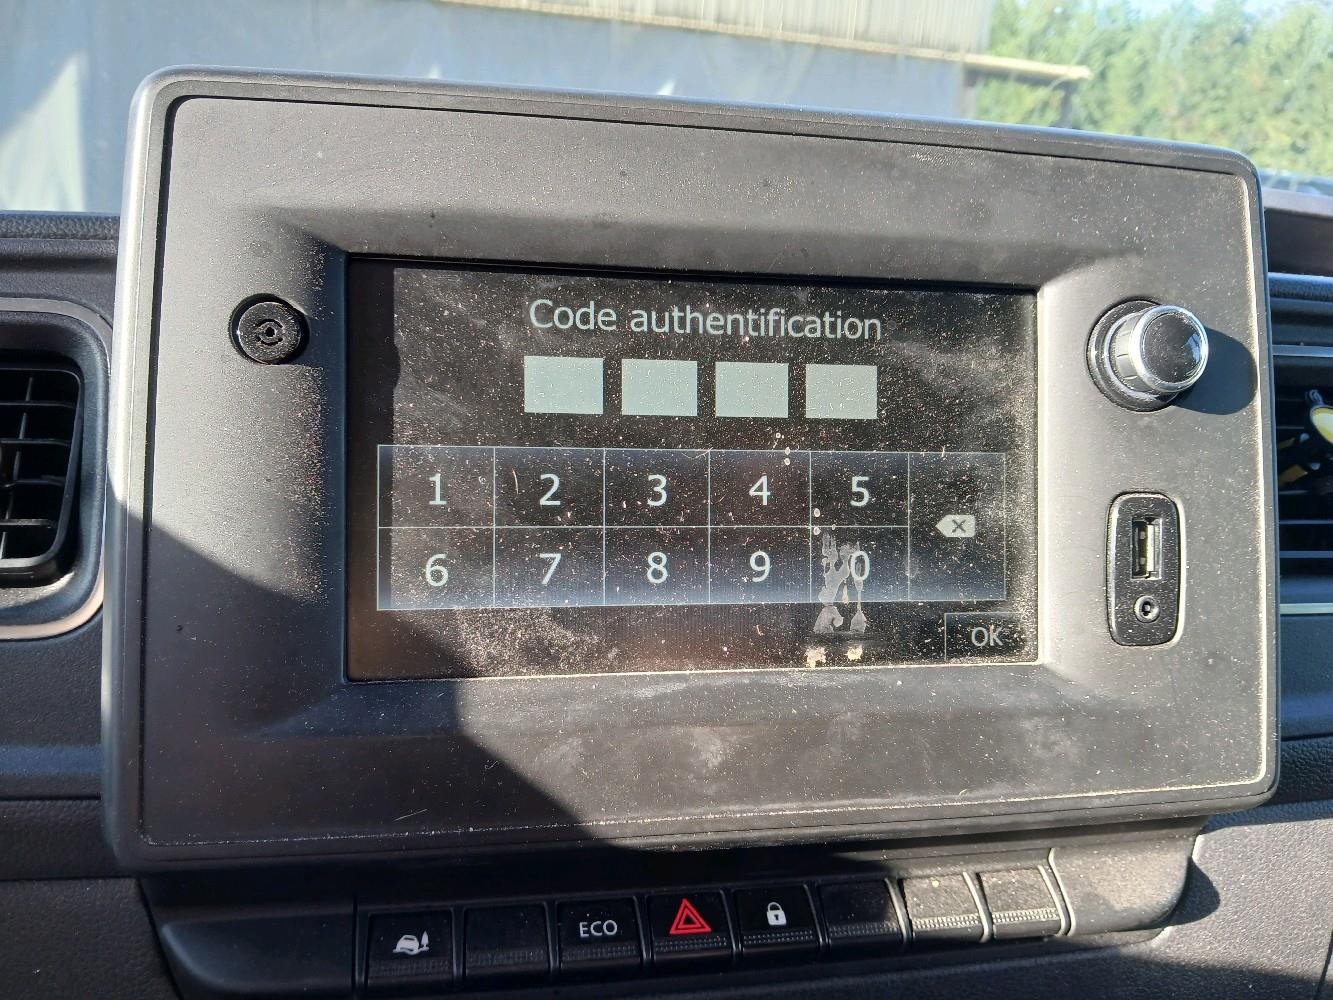 Code authentification
1 2 3 4 5
6 7 8 9 0
OK
ECO